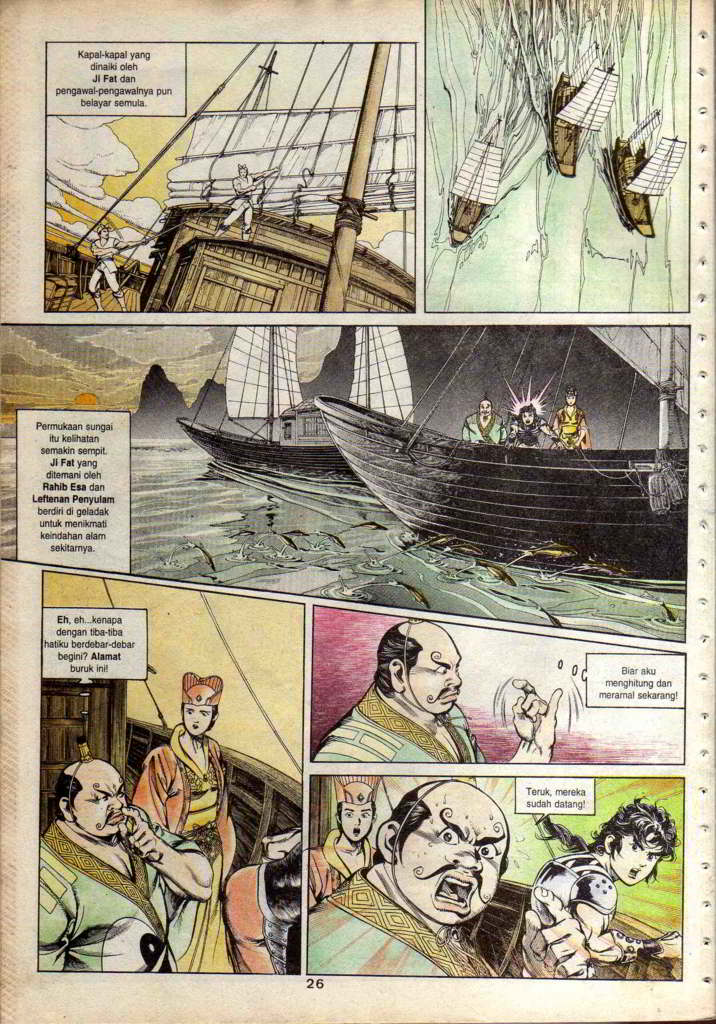 Kapal-kapal yang
dinaiki oleh
Ji Fat dan
pengawal-pengawalnya pun
belayar semula.
Permukaan sungai
itu kelihatan
semakin sempit.
Ji Fat yang
ditemani oleh
Rahib Esa dan
Leftenan Penyulam
berdiri di geladak
untuk menikmati
keindahan alam
sekitarnya.
Eh, eh...kenapa
dengan tiba-tiba
hatiku berdebar-debar
begini? Alamat
buruk ini!
Biar aku
menghitung dan
meramal sekarang!
Teruk, mereka
sudah datang!
26